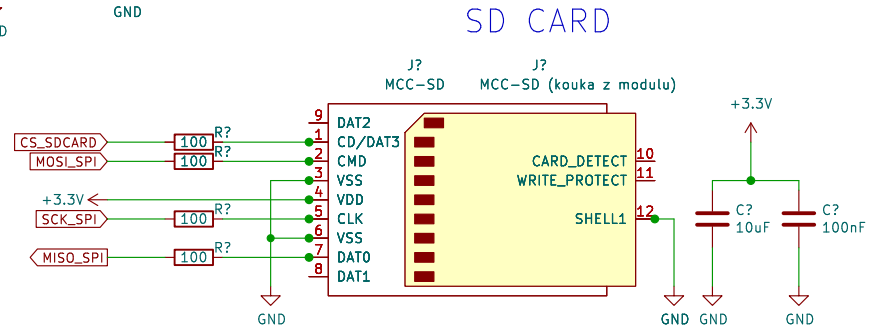 GND
D
SD CARD
J?
MCC-SD
J?
MCC-SD (kouka z modulu)
+3.3V
9 DAT2
CS_SDCARD 100 R? 1 CD/DAT3
MOSI_SPI 100 R? 2 CMD
CARD_DETECT 10
3 VSS
WRITE_PROTECT 11
+3.3V 4 VDD
SCK_SPI 100 R? 5 CLK
SHELL1 12
6 VSS
MISO_SPI 100 R? 7 DAT0
8 DAT1
C?
10uF
C?
100nF
GND
GND
GND
GND